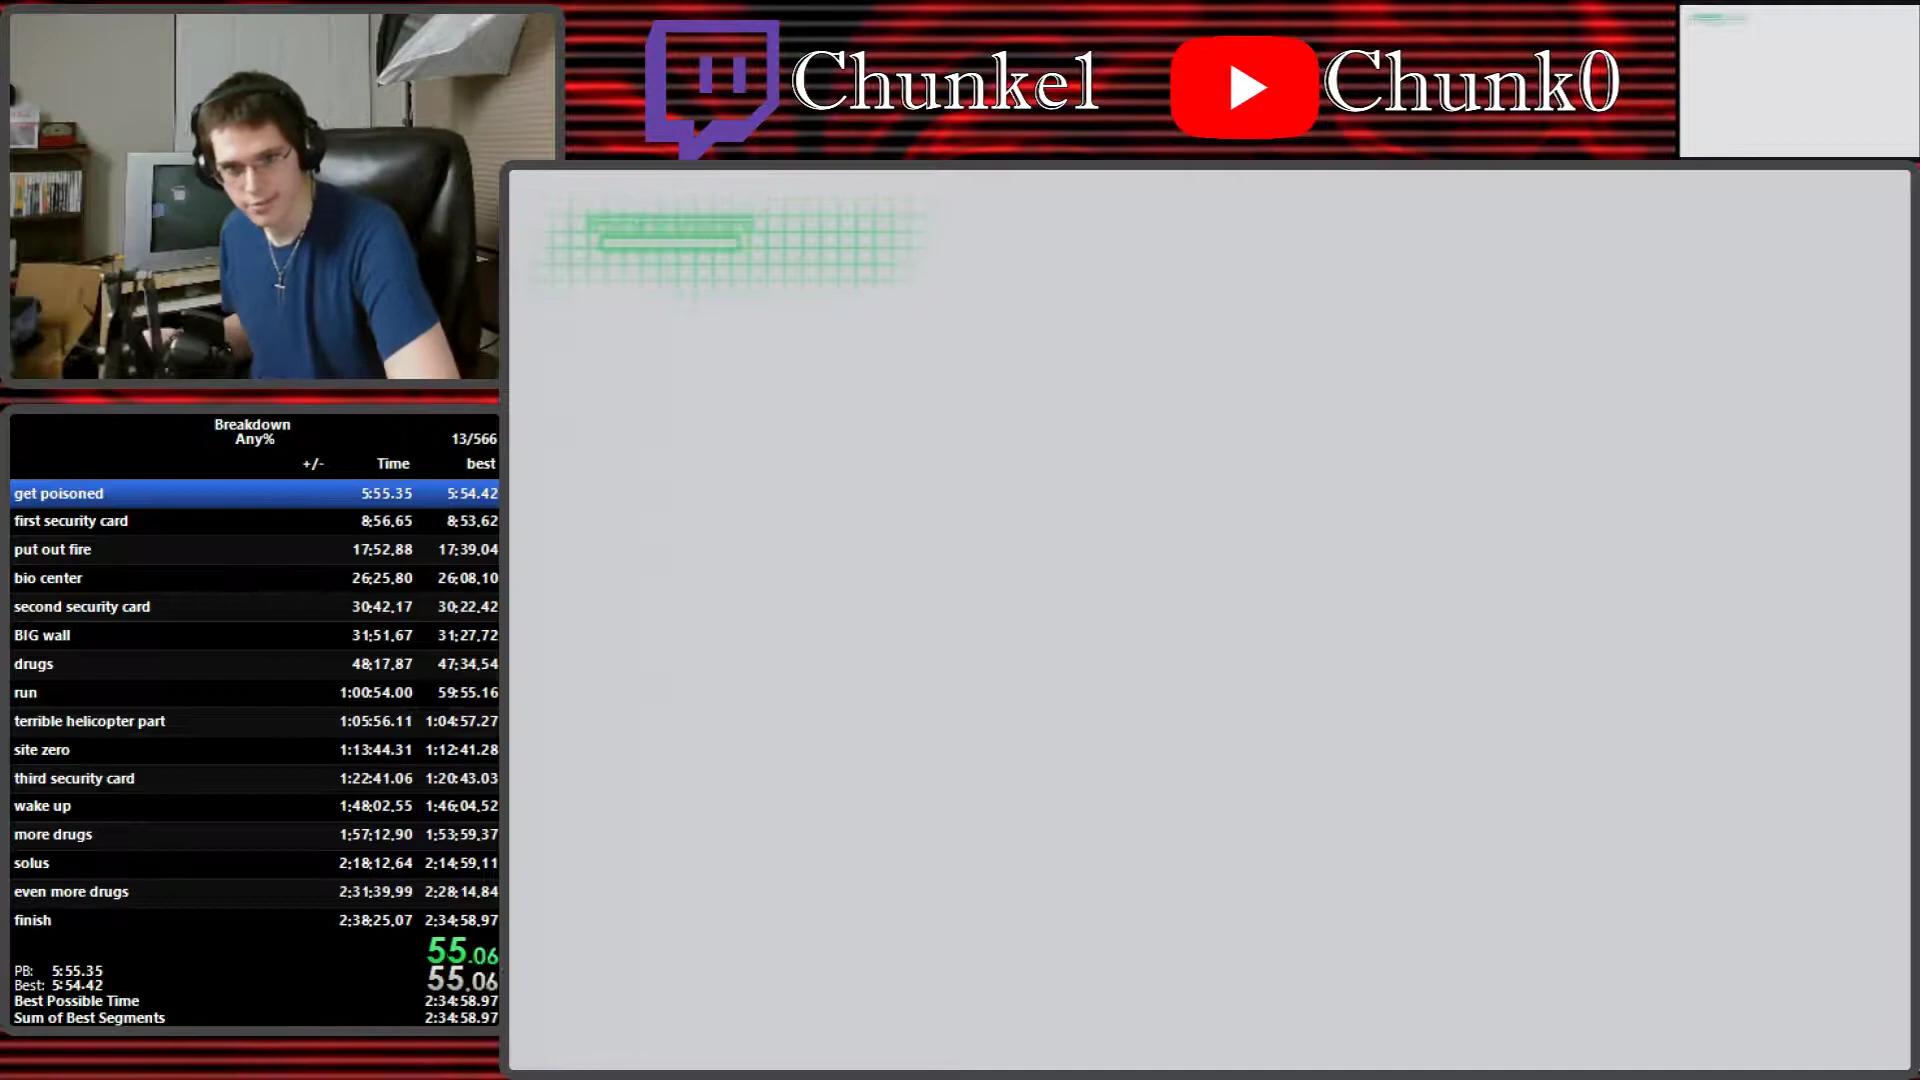 Chunke1
Chunk0
Breakdown
Any% 13/566
+/- Time best
get poisoned 5:55.35 5:54.42
first security card 8:56.65 8:53.62
put out fire 17:52.88 17:39.04
bio center 26:25.80 26:08.10
second security card 30:42.17 30:22.42
BIG wall 31:51.67 31:27.72
drugs 48:17.87 47:34.54
run 1:00:54.00 59:55.16
terrible helicopter part 1:05:56.11 1:04:57.27
site zero 1:13:44.31 1:12:41.28
third security card 1:22:41.06 1:20:43.03
wake up 1:48:02.55 1:46:04.52
more drugs 1:57:12.90 1:53:59.37
solus 2:18:12.64 2:14:59.11
even more drugs 2:31:39.99 2:28:14.84
finish 2:38:25.07 2:34:58.97
55.06
55.06
PB: 5:55.35
Best: 5:54.42
Best Possible Time 2:34:58.97
Sum of Best Segments 2:34:58.97